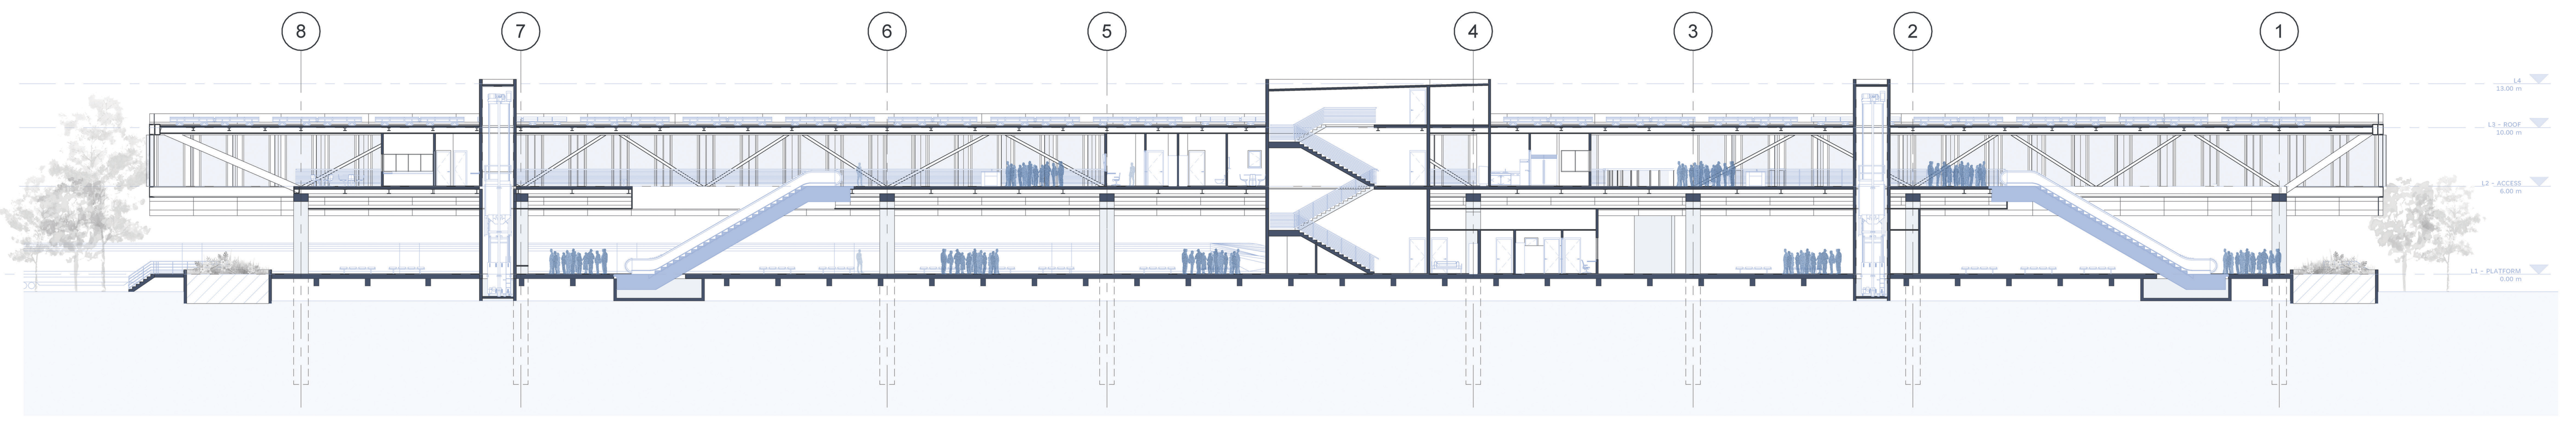 8 7 6 5 4 3 2 1
L4
13.00 m
L3 - ROOF
10.00 m
L2 - ACCESS
6.00 m
L1 - PLATFORM
0.00 m